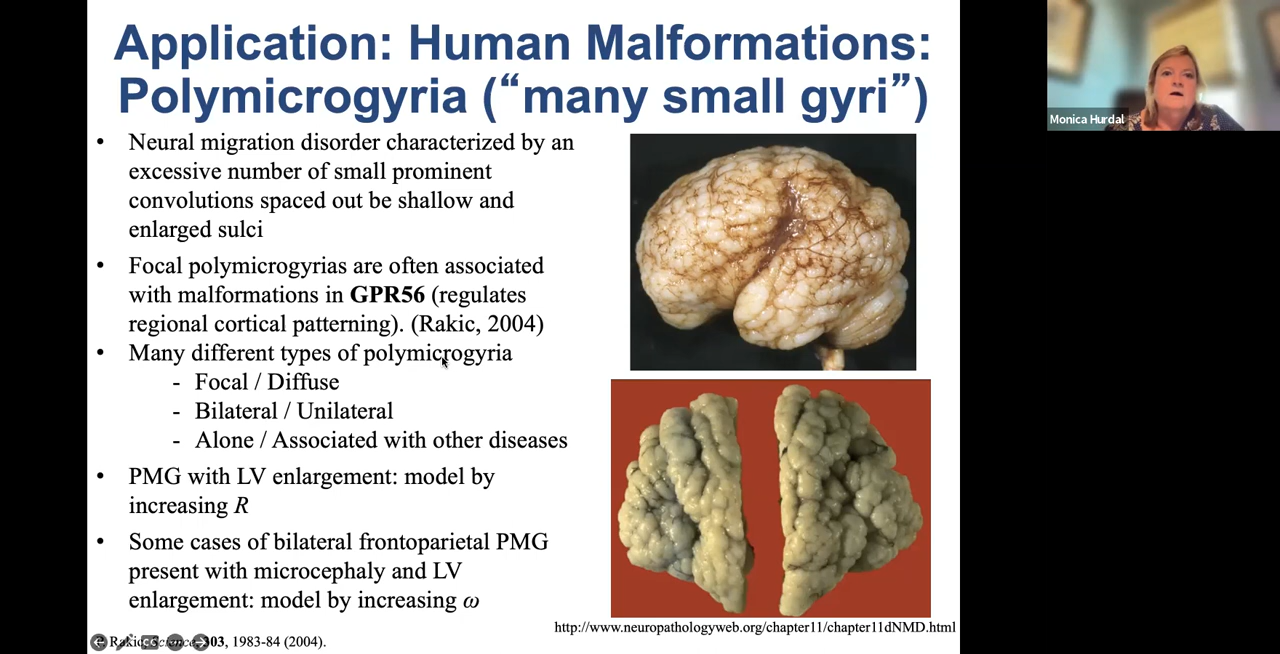 Application: Human Malformations:
Polymicrogyria (“many small gyri”)
Monica Hurdal
• Neural migration disorder characterized by an
excessive number of small prominent
convolutions spaced out be shallow and
enlarged sulci
• Focal polymicrogyrias are often associated
with malformations in GPR56 (regulates
regional cortical patterning). (Rakic, 2004)
• Many different types of polymicrogyria
- Focal / Diffuse
- Bilateral / Unilateral
- Alone / Associated with other diseases
• PMG with LV enlargement: model by
increasing R
• Some cases of bilateral frontoparietal PMG
present with microcephaly and LV
enlargement: model by increasing ω
http://www.neuropathologyweb.org/chapter11/chapter11dNMD.html
Rakic, Science, 303, 1983-84 (2004).